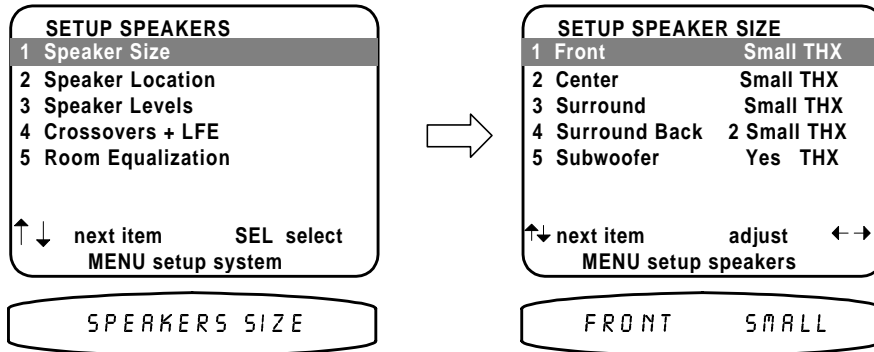 SETUP SPEAKERS
1 Speaker Size
2 Speaker Location
3 Speaker Levels
4 Crossovers + LFE
5 Room Equalization
↑ ↓ next item SEL select
MENU setup system
SPEAKERS SIZE
SETUP SPEAKER SIZE
1 Front Small THX
2 Center Small THX
3 Surround Small THX
4 Surround Back 2 Small THX
5 Subwoofer Yes THX
↑↓ next item adjust ← →
MENU setup speakers
FRONT SMALL